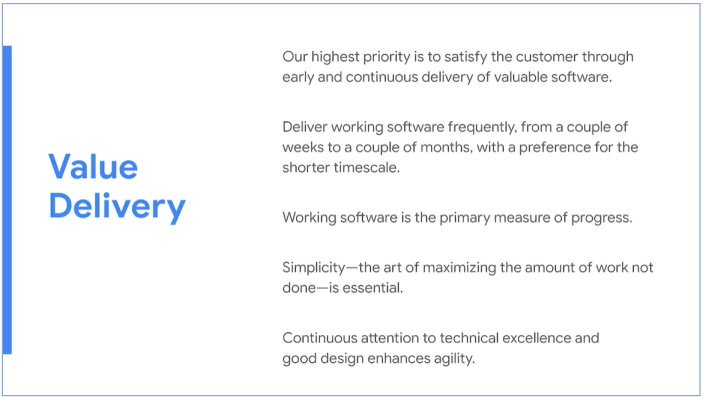 Value
Delivery
Our highest priority is to satisfy the customer through
early and continuous delivery of valuable software.
Deliver working software frequently, from a couple of
weeks to a couple of months, with a preference for the
shorter timescale.
Working software is the primary measure of progress.
Simplicity—the art of maximizing the amount of work not
done—is essential.
Continuous attention to technical excellence and
good design enhances agility.